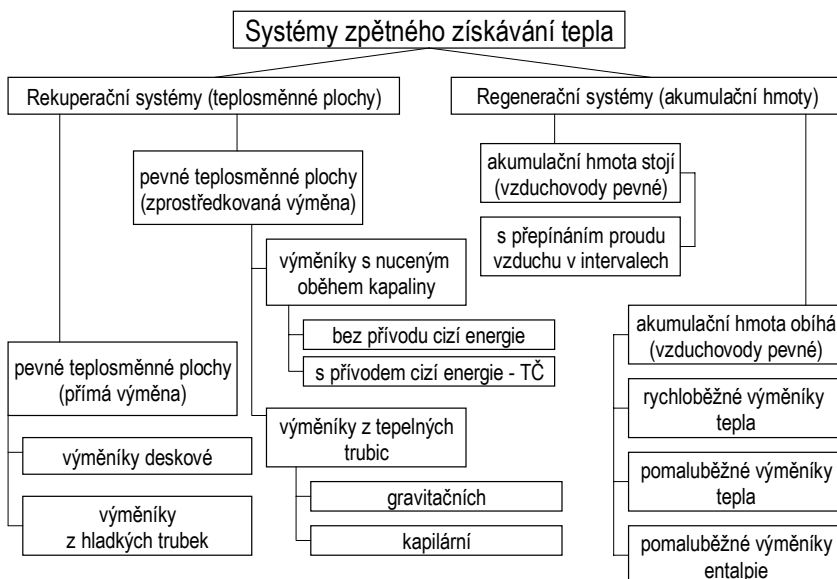 Systémy zpětného získávání tepla
Rekuperační systémy (teplosměnné plochy)
Regenerační systémy (akumulační hmoty)
pevné teplosměnné plochy
(zprostředkovaná výměna)
výměníky s nuceným
oběhem kapaliny
bez přívodu cizí energie
s přívodem cizí energie - TČ
pevné teplosměnné plochy
(přímá výměna)
výměníky deskové
výměníky
z hladkých trubek
výměníky z tepelných
trubic
gravitačních
kapilární
akumulační hmota stojí
(vzduchovody pevné)
s přepínáním proudu
vzduchu v intervalech
akumulační hmota obíhá
(vzduchovody pevné)
rychloběžné výměníky
tepla
pomaluběžné výměníky
tepla
pomaluběžné výměníky
entalpie